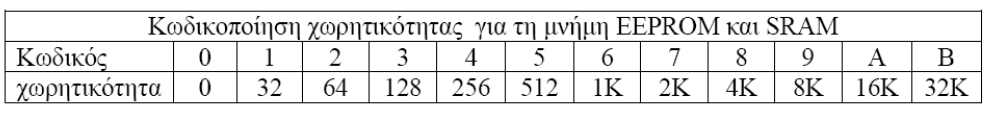 Κωδικοποίηση χωρητικότητας για τη μνήμη EEPROM και SRAM
Κωδικός 0 1 2 3 4 5 6 7 8 9 A B
χωρητικότητα 0 32 64 128 256 512 1K 2K 4K 8K 16K 32K